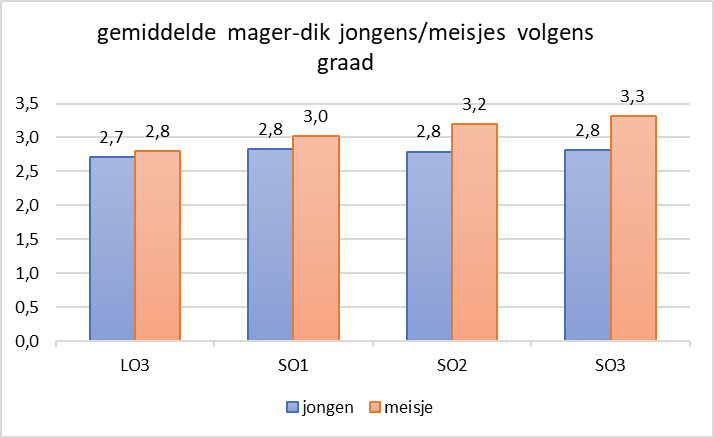 gemiddelde mager-dik jongens/meisjes volgens
graad
3,5
3,0
2,5
2,0
1,5
1,0
0,5
0,0
2,7
2,8
2,8
3,0
2,8
3,2
2,8
3,3
LO3
SO1
SO2
SO3
jongen
meisje